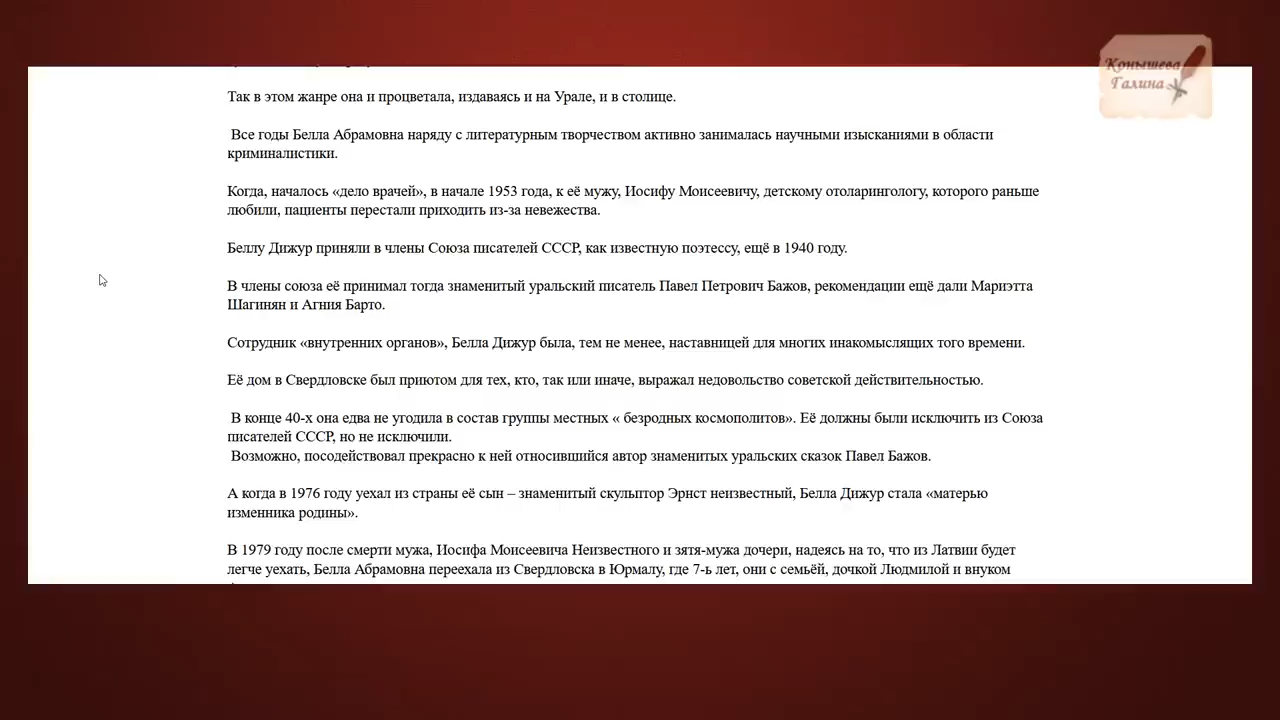 Конышева
Галина
Так в этом жанре она и процветала, издаваясь и на Урале, и в столице.
Все годы Белла Абрамовна наряду с литературным творчеством активно занималась научными изысканиями в области
криминалистики.
Когда, началось «дело врачей», в начале 1953 года, к её мужу, Иосифу Моисеевичу, детскому отоларингологу, которого раньше
любили, пациенты перестали приходить из-за невежества.
Беллу Дижур приняли в члены Союза писателей СССР, как известную поэтессу, ещё в 1940 году.
В члены союза её принимал тогда знаменитый уральский писатель Павел Петрович Бажов, рекомендации ещё дали Мариэтта
Шагинян и Агния Барто.
Сотрудник «внутренних органов», Белла Дижур была, тем не менее, наставницей для многих инакомыслящих того времени.
Её дом в Свердловске был приютом для тех, кто, так или иначе, выражал недовольство советской действительностью.
В конце 40-х она едва не угодила в состав группы местных « безродных космополитов». Её должны были исключить из Союза
писателей СССР, но не исключили.
Возможно, посодействовал прекрасно к ней относившийся автор знаменитых уральских сказок Павел Бажов.
А когда в 1976 году уехал из страны её сын – знаменитый скульптор Эрнст неизвестный, Белла Дижур стала «матерью
изменника родины».
В 1979 году после смерти мужа, Иосифа Моисеевича Неизвестного и зятя-мужа дочери, надеясь на то, что из Латвии будет
легче уехать, Белла Абрамовна переехала из Свердловска в Юрмалу, где 7-ь лет, они с семьёй, дочкой Людмилой и внуком